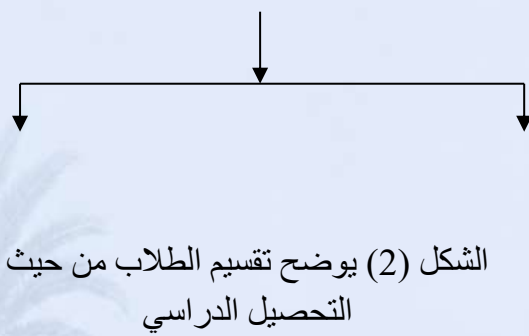 الشكل (2) يوضح تقسيم الطلاب من حيث
التحصيل الدراسي